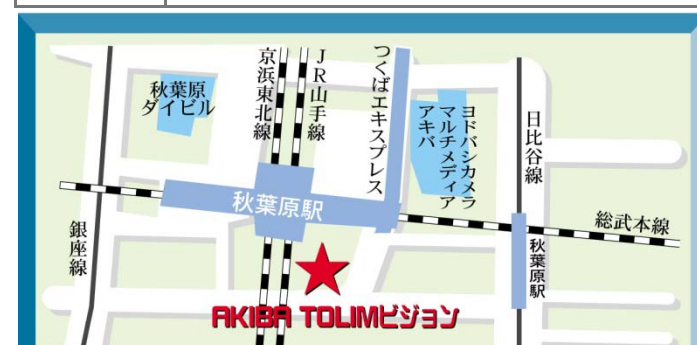 京浜東北線
JR山手線
つくばエキスプレス
秋葉原
ダイビル
ヨドバシカメラ
マルチメディア
アキバ
日比谷線
秋葉原駅
総武本線
銀座線
秋葉原駅
AKIBA TOLIMビジョン